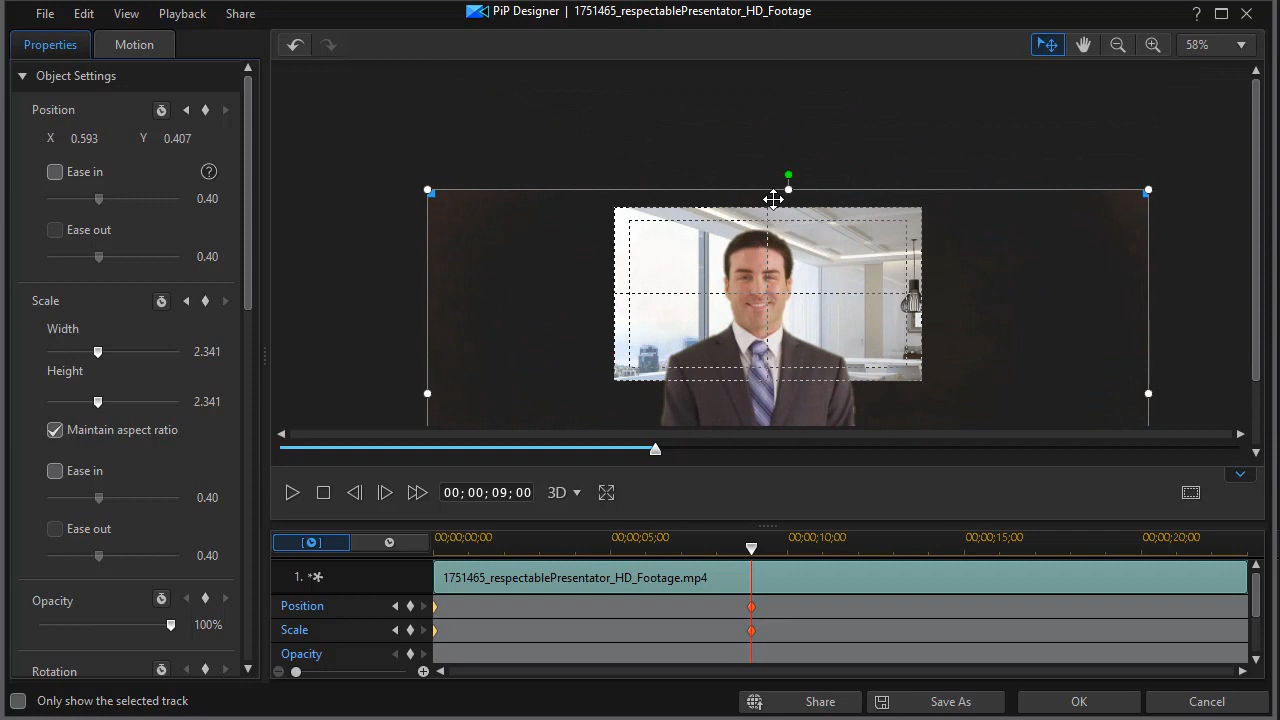 File Edit View Playback Share
PiP Designer | 1751465_respectablePresentator_HD_Footage
?
Properties Motion
58%
Object Settings
Position
X 0.593 Y 0.407
Ease in ?
0.40
Ease out
0.40
Scale
Width
2.341
Height
2.341
Maintain aspect ratio
Ease in
0.40
Ease out
0.40
Opacity
100%
Rotation
00; 00; 09; 00 3D
00;00;00;00 00;00;05;00 00;00;10;00 00;00;15;00 00;00;20;00
1. 1751465_respectablePresentator_HD_Footage.mp4
Position
Scale
Opacity
Only show the selected track
Share Save As OK Cancel